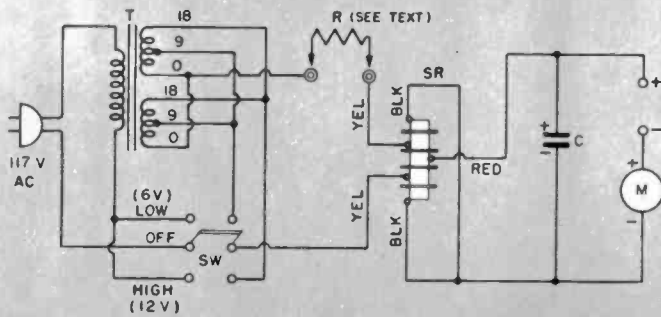 T
18
9
0
18
9
0
R (SEE TEXT)
117 V
AC
(6V)
LOW
OFF
SW
HIGH
(12V)
YEL
YEL
BLK
BLK
SR
RED
+
C
-
+
-
+
M
-